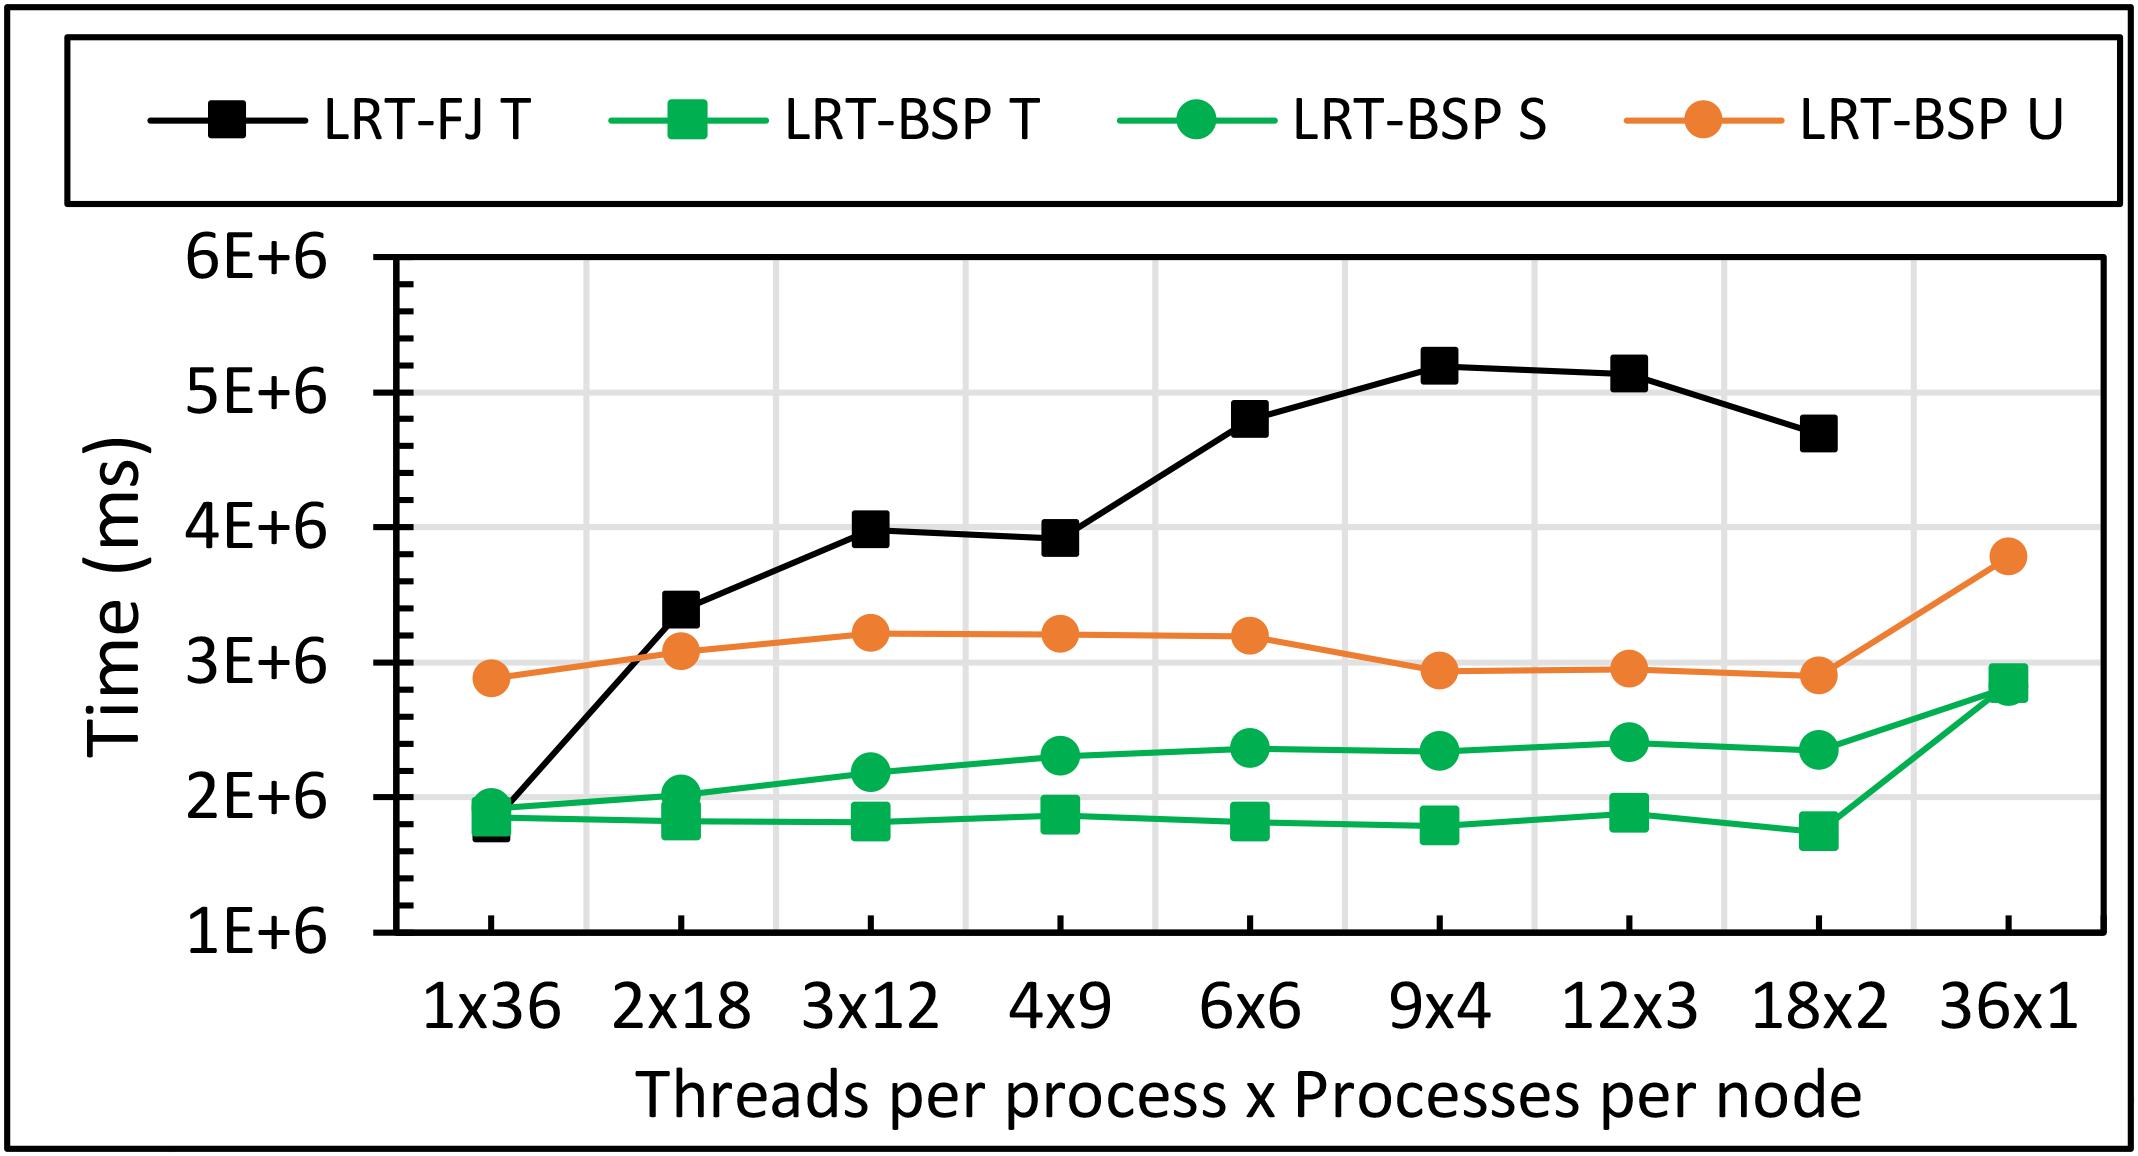 LRT-FJ T LRT-BSP T LRT-BSP S LRT-BSP U
6E+6
5E+6
4E+6
3E+6
2E+6
1E+6
Time (ms)
1x36 2x18 3x12 4x9 6x6 9x4 12x3 18x2 36x1
Threads per process x Processes per node